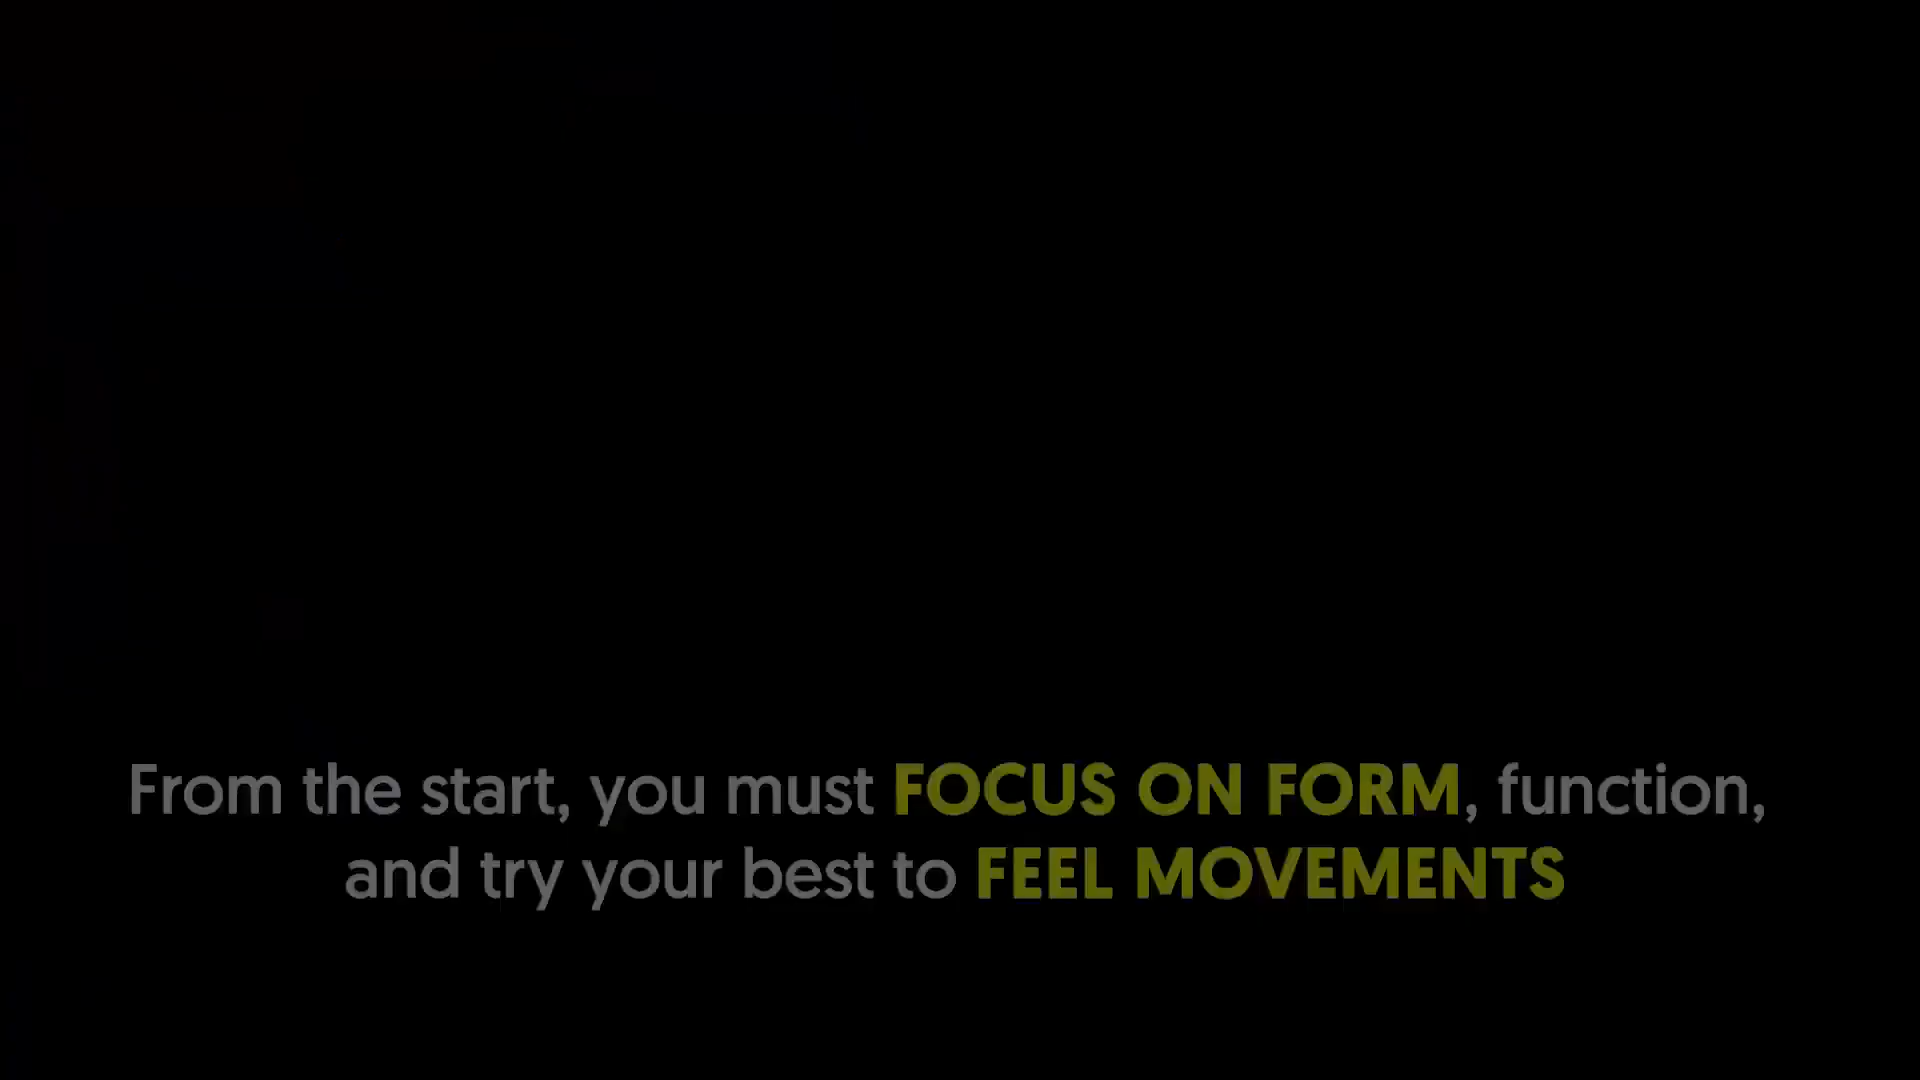 From the start, you must FOCUS ON FORM, function,
and try your best to FEEL MOVEMENTS